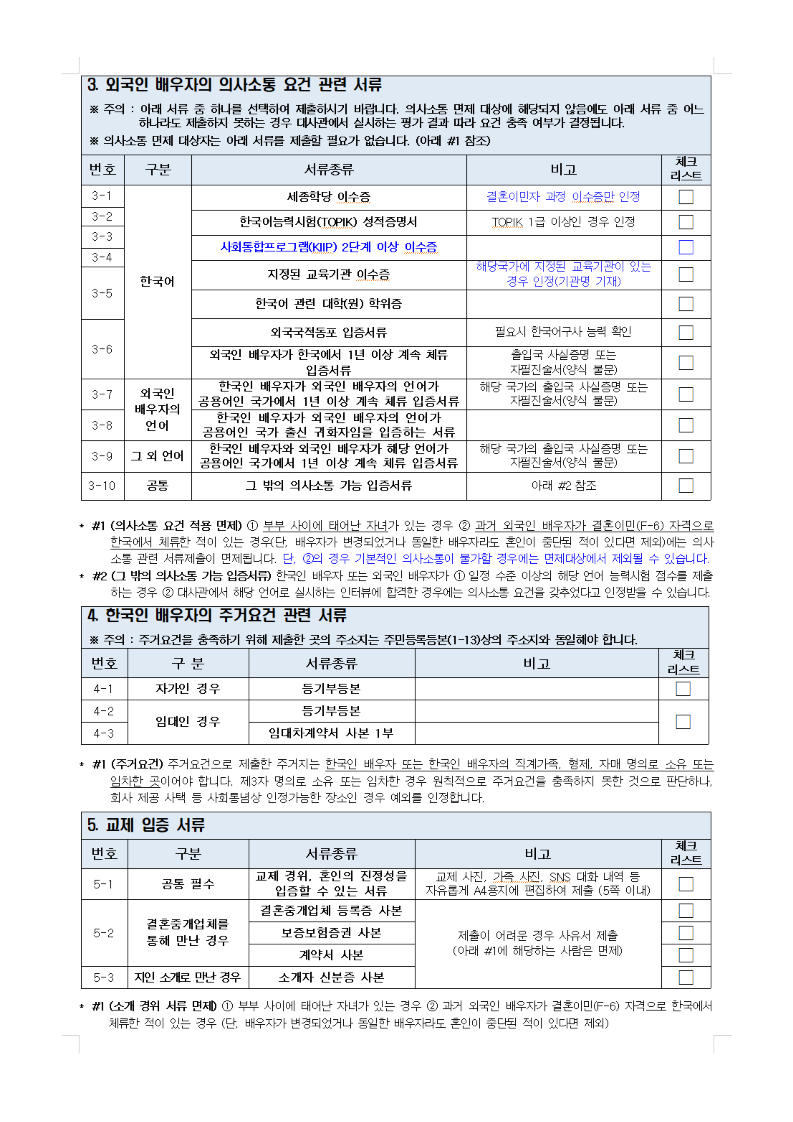 3. 외국인 배우자의 의사소통 요건 관련 서류
※ 주의 : 아래 서류 중 하나를 선택하여 제출하시기 바랍니다. 의사소통 면제 대상에 해당되지 않음에도 아래 서류 중 어느
하나라도 제출하지 못하는 경우 대사관에서 실시하는 평가 결과 따라 요건 충족 여부가 결정됩니다.
※ 의사소통 면제 대상자는 아래 서류를 제출할 필요가 없습니다. (아래 #1 참조)
번호 구분 서류종류 비고 체크
리스트
3-1 세종학당 이수증 결혼이민자 과정 이수증만 인정 □
3-2 한국어능력시험(TOPIK) 성적증명서 TOPIK 1급 이상인 경우 인정 □
3-3 사회통합프로그램(KIIP) 2단계 이상 이수증 □
3-4
한국어
지정된 교육기관 이수증 해당국가에 지정된 교육기관이 있는
경우 인정(기관명 기재) □
3-5 한국어 관련 대학(원) 학위증 □
외국국적동포 입증서류 필요시 한국어구사 능력 확인 □
3-6 외국인 배우자가 한국에서 1년 이상 계속 체류
입증서류 출입국 사실증명 또는
자필진술서(양식 불문) □
3-7 외국인
배우자의
언어 한국인 배우자가 외국인 배우자의 언어가
공용어인 국가에서 1년 이상 계속 체류 입증서류 해당 국가의 출입국 사실증명 또는
자필진술서(양식 불문) □
3-8 한국인 배우자가 외국인 배우자의 언어가
공용어인 국가 출신 귀화자임을 입증하는 서류 □
3-9 그 외 언어 한국인 배우자와 외국인 배우자가 해당 언어가
공용어인 국가에서 1년 이상 계속 체류 입증서류 해당 국가의 출입국 사실증명 또는
자필진술서(양식 불문) □
3-10 공통 그 밖의 의사소통 가능 입증서류 아래 #2 참조 □
* #1 (의사소통 요건 적용 면제) ① 부부 사이에 태어난 자녀가 있는 경우 ② 과거 외국인 배우자가 결혼이민(F-6) 자격으로
한국에서 체류한 적이 있는 경우(단, 배우자가 변경되었거나 동일한 배우자라도 혼인이 중단된 적이 있다면 제외)에는 의사
소통 관련 서류제출이 면제됩니다. 단, ②의 경우 기본적인 의사소통이 불가할 경우에는 면제대상에서 제외될 수 있습니다.
* #2 (그 밖의 의사소통 가능 입증서류) 한국인 배우자 또는 외국인 배우자가 ① 일정 수준 이상의 해당 언어 능력시험 점수를 제출
하는 경우 ② 대사관에서 해당 언어로 실시하는 인터뷰에 합격한 경우에는 의사소통 요건을 갖추었다고 인정받을 수 있습니다.
4. 한국인 배우자의 주거요건 관련 서류
※ 주의 : 주거요건을 충족하기 위해 제출한 곳의 주소지는 주민등록등본(1-13)상의 주소지와 동일해야 합니다.
번호 구 분 서류종류 비고 체크
리스트
4-1 자가인 경우 등기부등본 □
4-2 임대인 경우 등기부등본 □
4-3 임대차계약서 사본 1부
* #1 (주거요건) 주거요건으로 제출한 주거지는 한국인 배우자 또는 한국인 배우자의 직계가족, 형제, 자매 명의로 소유 또는
임차한 곳이어야 합니다. 제3자 명의로 소유 또는 임차한 경우 원칙적으로 주거요건을 충족하지 못한 것으로 판단하나,
회사 제공 사택 등 사회통념상 인정가능한 장소인 경우 예외를 인정합니다.
5. 교제 입증 서류
번호 구분 서류종류 비고 체크
리스트
5-1 공통 필수 교제 경위, 혼인의 진정성을
입증할 수 있는 서류 교제 사진, 가족 사진, SNS 대화 내역 등
자유롭게 A4용지에 편집하여 제출 (5쪽 이내) □
5-2 결혼중개업체를
통해 만난 경우 결혼중개업체 등록증 사본 □
보증보험증권 사본 □
계약서 사본 □
제출이 어려운 경우 사유서 제출
(아래 #1에 해당하는 사람은 면제)
5-3 지인 소개로 만난 경우 소개자 신분증 사본 □
* #1 (소개 경위 서류 면제) ① 부부 사이에 태어난 자녀가 있는 경우 ② 과거 외국인 배우자가 결혼이민(F-6) 자격으로 한국에서
체류한 적이 있는 경우 (단, 배우자가 변경되었거나 동일한 배우자라도 혼인이 중단된 적이 있다면 제외)